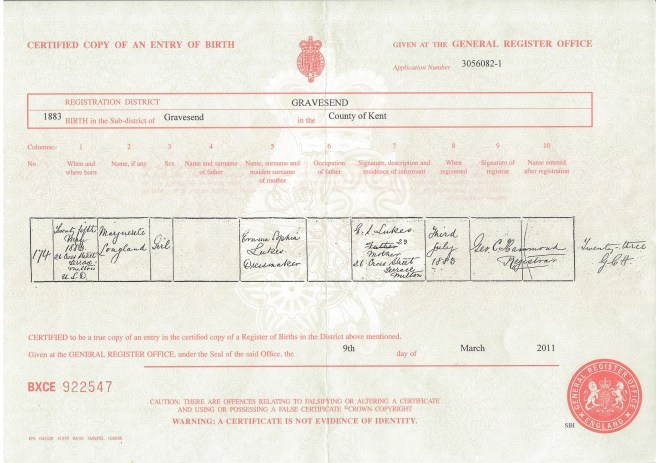 CERTIFIED COPY OF AN ENTRY OF BIRTH
GIVEN AT THE GENERAL REGISTER OFFICE
Application Number 3056082-1
REGISTRATION DISTRICT GRAVESEND
1883 BIRTH in the Sub-district of Gravesend in the County of Kent
Columns:- 1 2 3 4 5 6 7 8 9 10
No. When and where born Name, if any Sex Name and surname of father Name, surname and maiden surname of mother Occupation of father Signature, description and residence of informant When registered Signature of registrar Name entered after registration
174
Twenty fifth
May
1883
26 Cross Street
Terrace
Milton
U.S.D.
Marguerete
Longland
Girl
Emma Sophia
Lukes
Dressmaker
E. S. Lukes
Mother
26 Cross Street
Terrace
Milton
Third
July
1883
Geo. C. Hammond
Registrar
Twenty-three
G.C.H.
CERTIFIED to be a true copy of an entry in the certified copy of a Register of Births in the District above mentioned.
Given at the GENERAL REGISTER OFFICE, under the Seal of the said Office, the 9th day of March 2011
BXCE 922547
CAUTION: THERE ARE OFFENCES RELATING TO FALSIFYING OR ALTERING A CERTIFICATE
AND USING OR POSSESSING A FALSE CERTIFICATE ©CROWN COPYRIGHT
WARNING: A CERTIFICATE IS NOT EVIDENCE OF IDENTITY.
GENERAL REGISTER OFFICE
ENGLAND